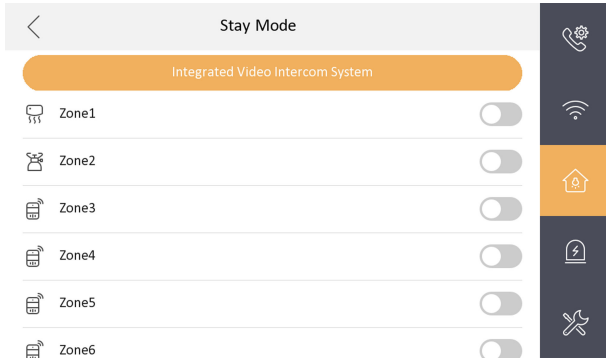 Stay Mode
Integrated Video Intercom System
Zone1
Zone2
Zone3
Zone4
Zone5
Zone6